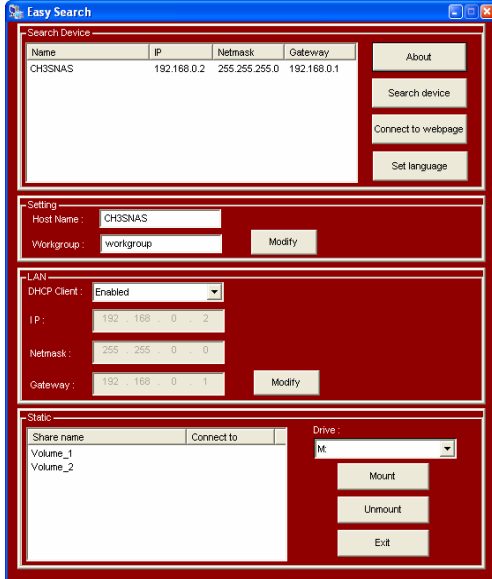 Easy Search
Search Device
Name IP Netmask Gateway
CH3SNAS 192.168.0.2 255.255.255.0 192.168.0.1
About
Search device
Connect to webpage
Set language
Setting
Host Name : CH3SNAS
Workgroup : workgroup
Modify
LAN
DHCP Client : Enabled
IP : 192 . 168 . 0 . 2
Netmask : 255 . 255 . 0 . 0
Gateway : 192 . 168 . 0 . 1
Modify
Static
Share name Connect to
Volume_1
Volume_2
Drive :
M:
Mount
Unmount
Exit